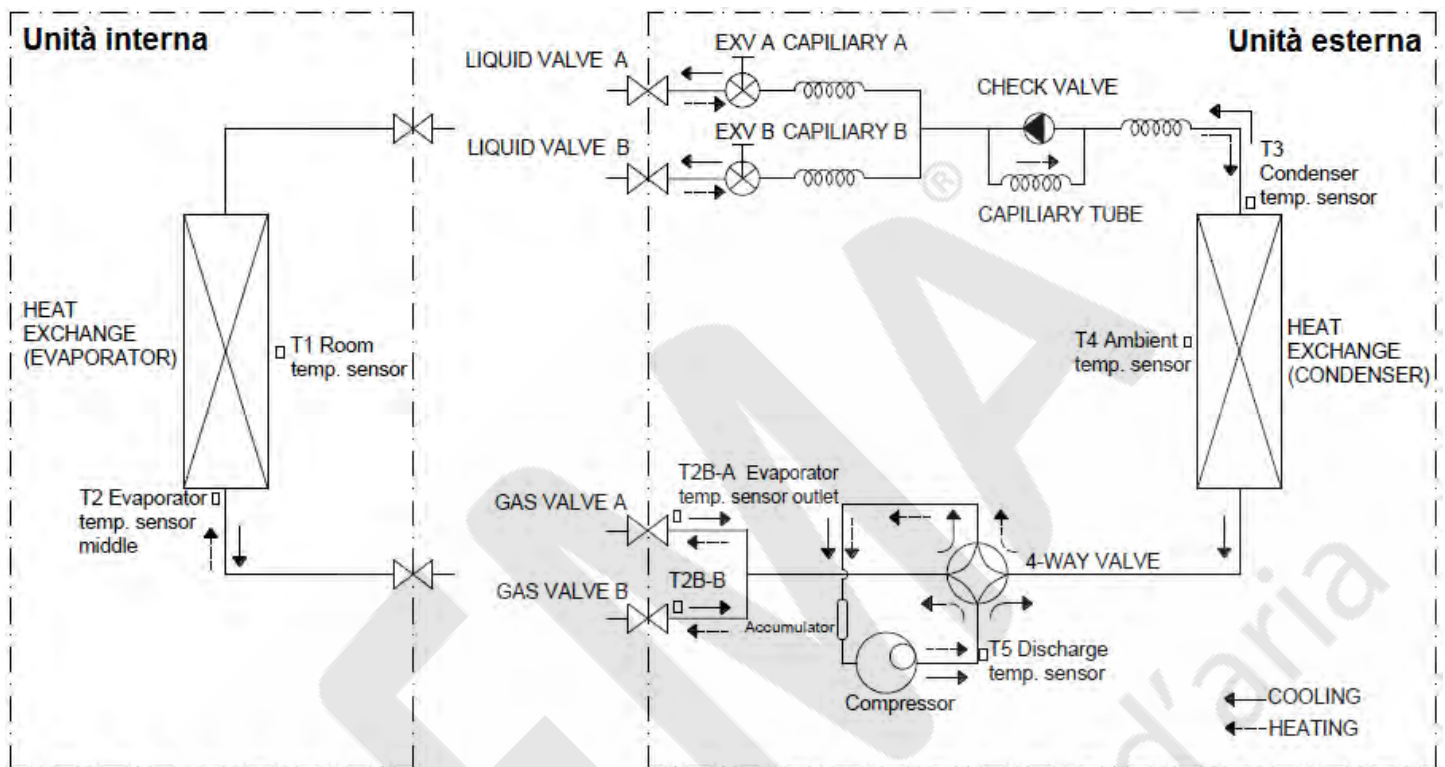 Unità interna
HEAT
EXCHANGE
(EVAPORATOR)
T1 Room
temp. sensor
T2 Evaporator
temp. sensor
middle
LIQUID VALVE A
LIQUID VALVE B
GAS VALVE A
GAS VALVE B
Unità esterna
EXV A CAPILIARY A
EXV B CAPILIARY B
CHECK VALVE
CAPILIARY TUBE
®
T3
Condenser
temp. sensor
T4 Ambient
temp. sensor
HEAT
EXCHANGE
(CONDENSER)
T2B-A Evaporator
temp. sensor outlet
T2B-B
4-WAY VALVE
Accumulator
T5 Discharge
temp. sensor
Compressor
COOLING
HEATING
EMA
d'aria